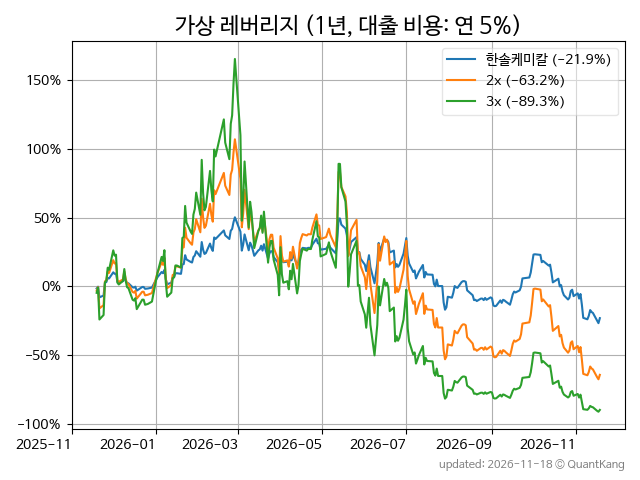 가상 레버리지 (1년, 대출 비용: 연 5%)
한솔케미칼 (−21.9%)
2x (−63.2%)
3x (−89.3%)
150%
100%
50%
0%
−50%
−100%
2025-11 2026-01 2026-03 2026-05 2026-07 2026-09 2026-11
updated: 2026-11-18 © QuantKang